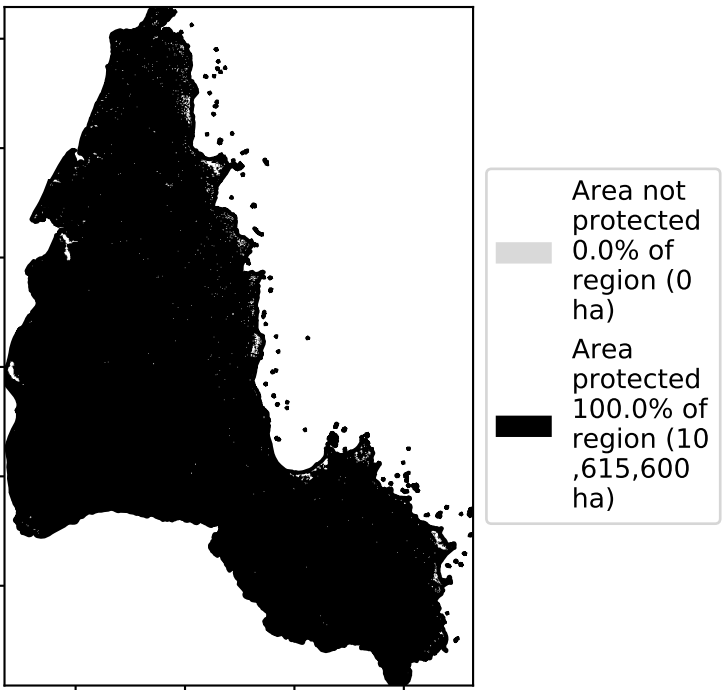 Area not
protected
0.0% of
region (0
ha)
Area
protected
100.0% of
region (10
,615,600
ha)